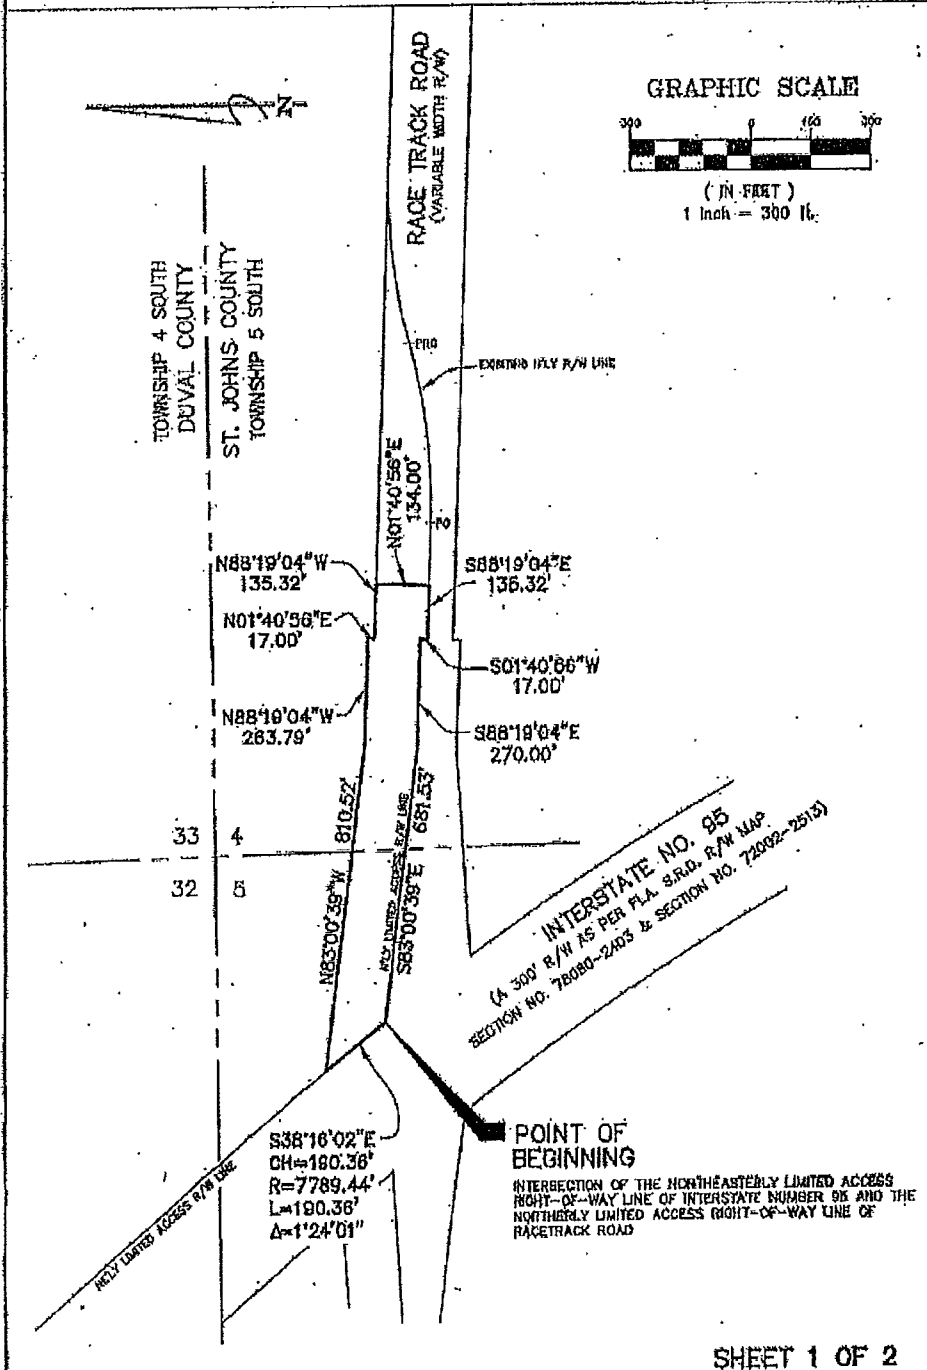 RACE TRACK ROAD
(VARIABLE WIDTH R/W)
N
GRAPHIC SCALE
300 0 300
( IN FEET )
1 inch = 300 ft.
TOWNSHIP 4 SOUTH
DUVAL COUNTY
ST. JOHNS COUNTY
TOWNSHIP 5 SOUTH
EXISTING N'LY R/W LINE
N01°40'56"E
134.00'
N88°19'04"W
135.32'
S88°19'04"E
135.32'
N01°40'56"E
17.00'
S01°40'56"W
17.00'
N88°19'04"W
263.79'
S88°19'04"E
270.00'
N83°00'39"W 810.52'
N'LY LIMITED ACCESS R/W LINE
S83°00'39"E 681.53'
33 4
32 5
INTERSTATE NO. 95
(A 300' R/W AS PER FLA. S.R.D. R/W MAP
SECTION NO. 78080-2403 & SECTION NO. 72002-2513)
S38°16'02"E
CH=190.36'
R=7789.44'
L=190.36'
Δ=1°24'01"
NE'LY LIMITED ACCESS R/W LINE
POINT OF
BEGINNING
INTERSECTION OF THE NORTHEASTERLY LIMITED ACCESS
RIGHT-OF-WAY LINE OF INTERSTATE NUMBER 95 AND THE
NORTHERLY LIMITED ACCESS RIGHT-OF-WAY LINE OF
RACETRACK ROAD
SHEET 1 OF 2